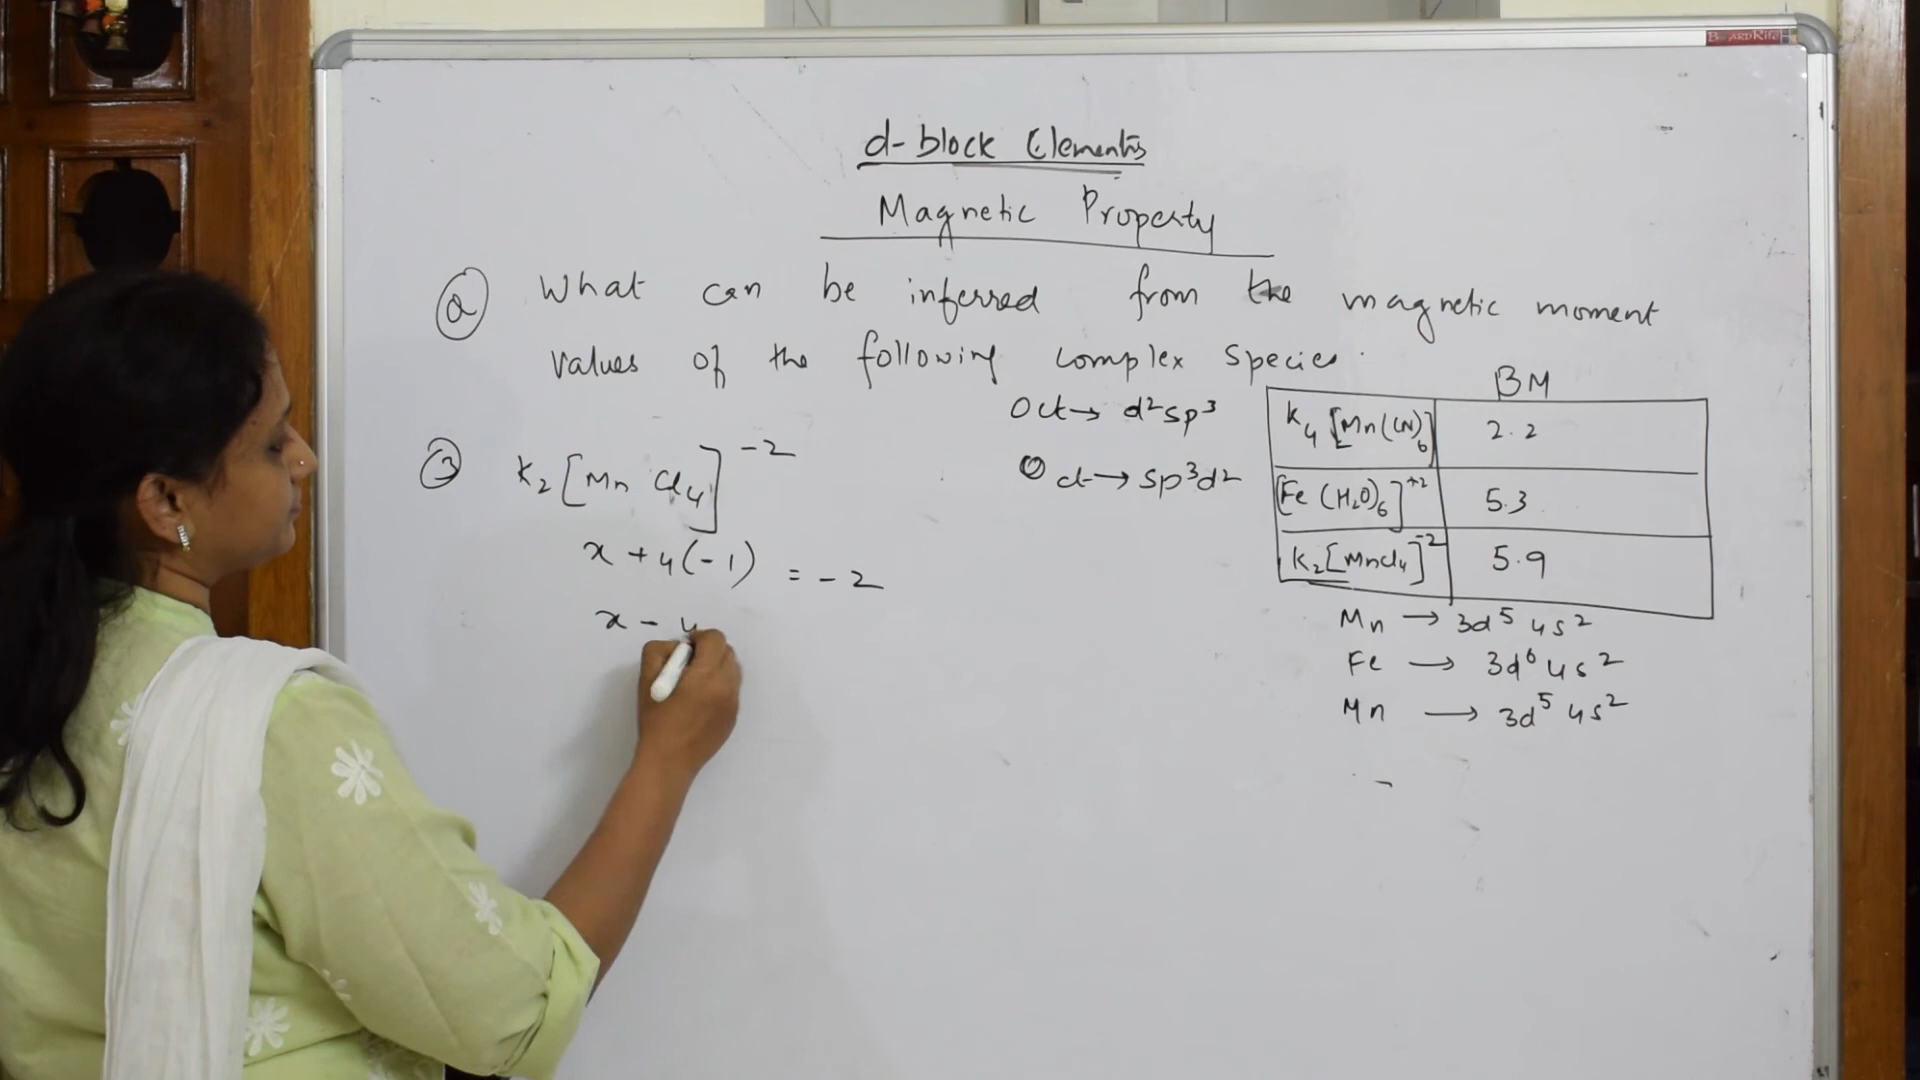 d-block Elements
Magnetic Property
Q What can be inferred from the magnetic moment
values of the following complex species.
BM
K4 [Mn(CN)6] 2.2
[Fe(H2O)6]+2 5.3
K2[MnCl4]-2 5.9
Oct → d²sp³
Oct → sp³d²
③ K2[MnCl4]-2
x + 4(-1) = -2
x - 4
Mn → 3d⁵ 4s²
Fe → 3d⁶ 4s²
Mn → 3d⁵ 4s²